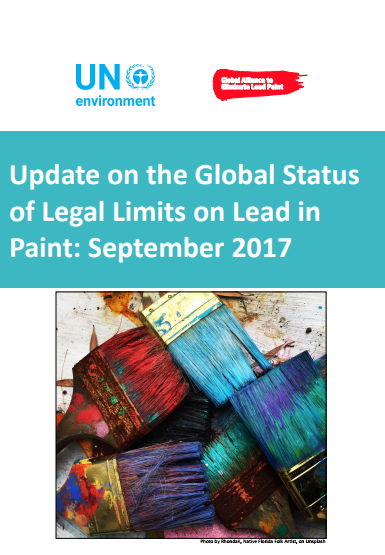 UN
environment
Global Alliance to
Eliminate Lead Paint
Update on the Global Status
of Legal Limits on Lead in
Paint: September 2017
Photo by RhondaK, Native Florida Folk Artist, on Unsplash